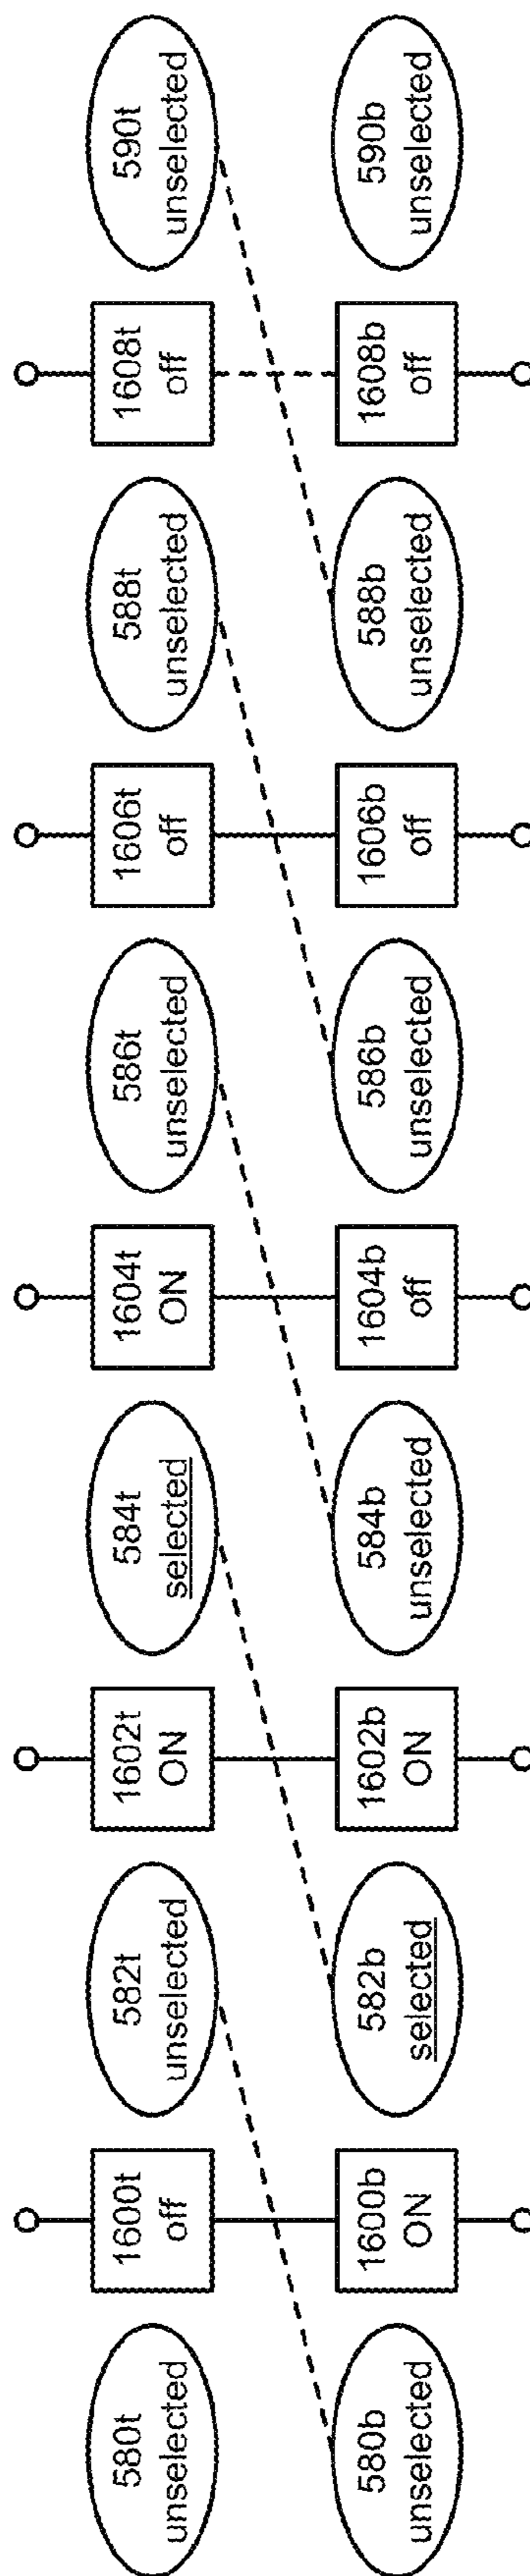 580t
unselected
1600t
off
582t
unselected
1602t
ON
584t
selected
1604t
ON
586t
unselected
1606t
off
588t
unselected
1608t
off
590t
unselected
580b
unselected
1600b
ON
582b
selected
1602b
ON
584b
unselected
1604b
off
586b
unselected
1606b
off
588b
unselected
1608b
off
590b
unselected